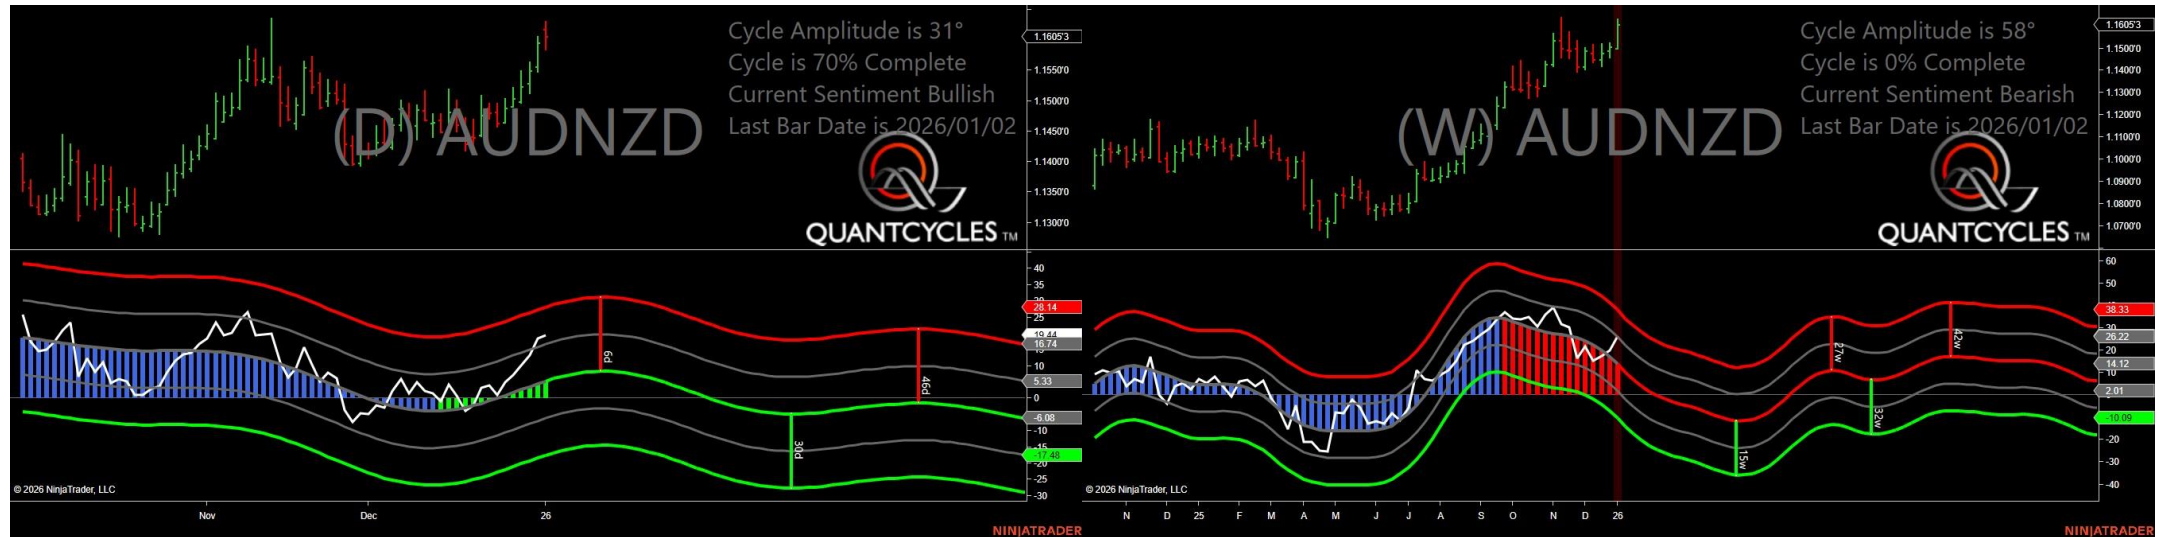 Cycle Amplitude is 31°
Cycle is 70% Complete
Current Sentiment Bullish
Last Bar Date is 2026/01/02
(D) AUDNZD
QUANTCYCLES TM
1.1605'3
1.1550'0
1.1500'0
1.1450'0
1.1400'0
1.1350'0
1.1300'0
40
35
28.14
25
19.44
16.74
15
10
5.33
0
-6.08
-10
-15
-17.48
-20
-25
-30
6d
30d
46d
© 2026 NinjaTrader, LLC
Nov
Dec
26
NINJATRADER
Cycle Amplitude is 58°
Cycle is 0% Complete
Current Sentiment Bearish
Last Bar Date is 2026/01/02
(W) AUDNZD
QUANTCYCLES TM
1.1605'3
1.1500'0
1.1400'0
1.1300'0
1.1200'0
1.1100'0
1.1000'0
1.0900'0
1.0800'0
1.0700'0
60
50
38.33
30
26.22
20
14.12
10
2.01
-10.09
-20
-30
-40
15w
27w
32w
42w
© 2026 NinjaTrader, LLC
N
D
25
F
M
A
M
J
J
A
S
O
N
D
26
NINJATRADER